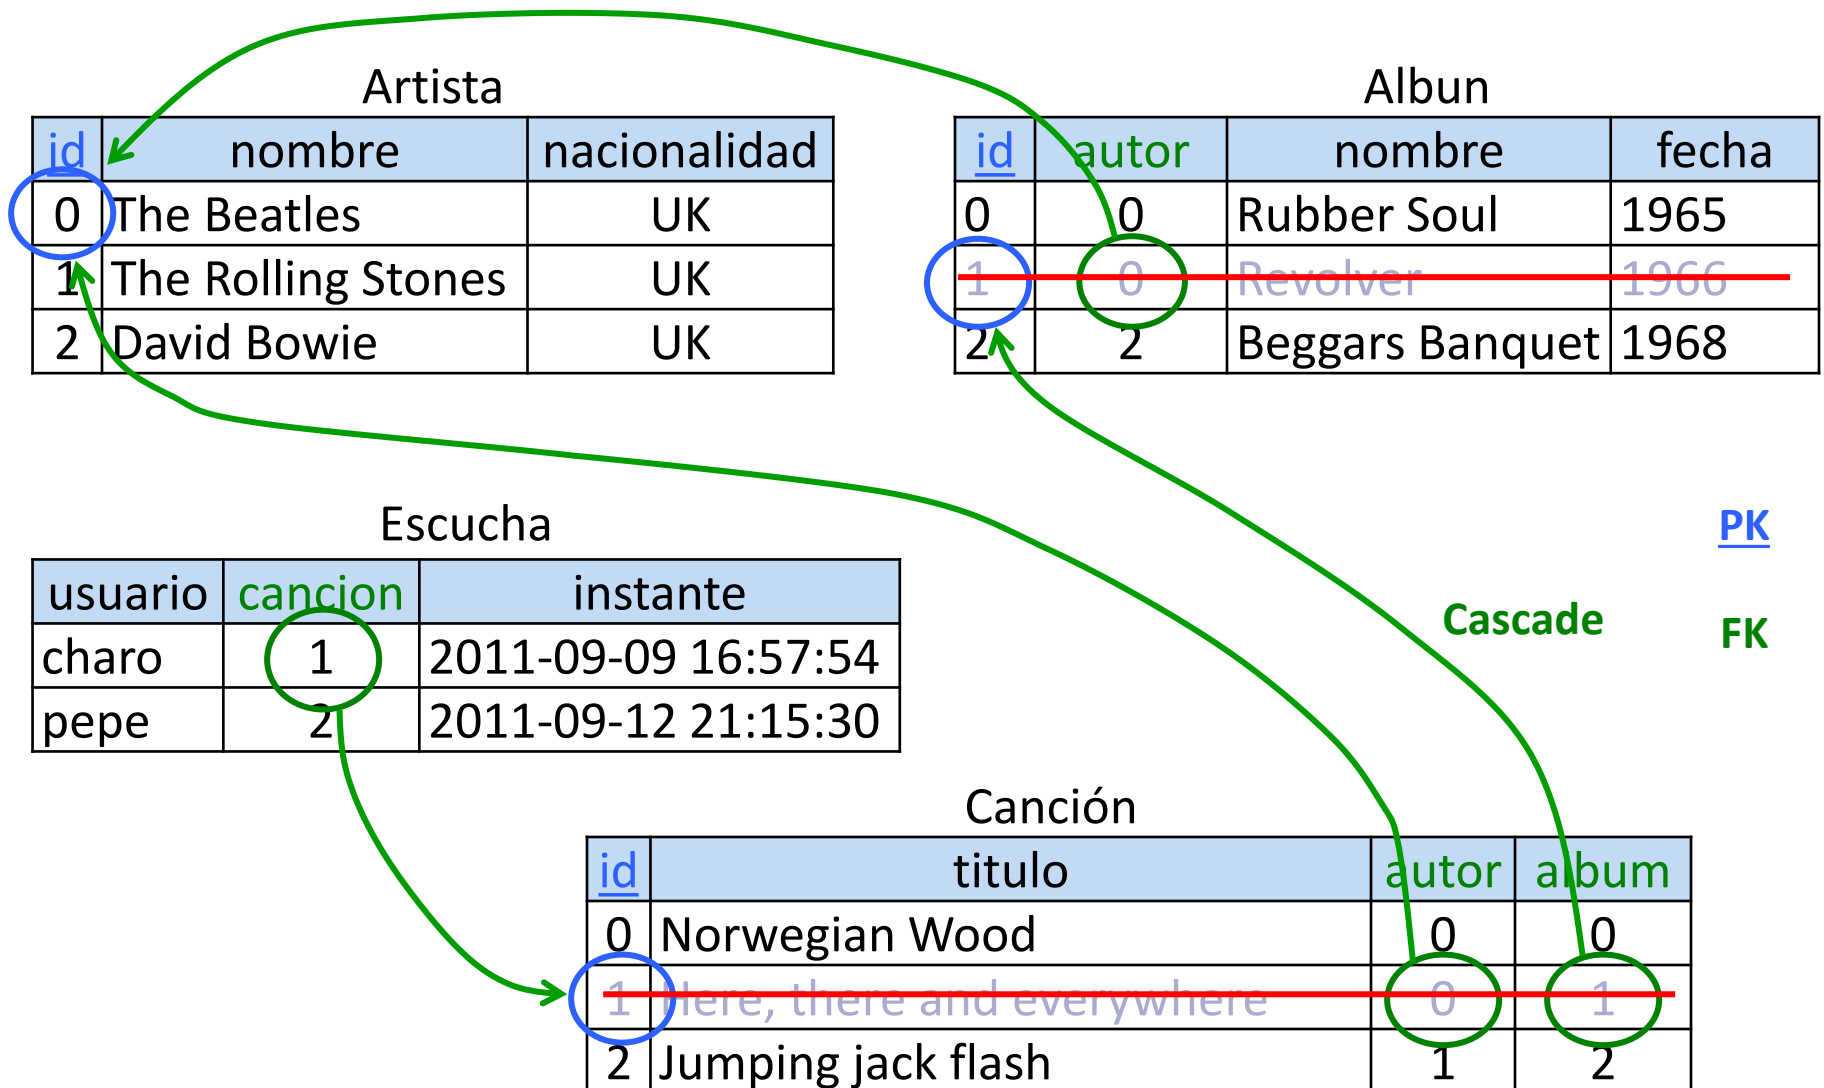 Artista
id nombre nacionalidad
0 The Beatles UK
1 The Rolling Stones UK
2 David Bowie UK
Albun
id autor nombre fecha
0 0 Rubber Soul 1965
1 0 Revolver 1966
2 2 Beggars Banquet 1968
Escucha
usuario cancion instante
charo 1 2011-09-09 16:57:54
pepe 2 2011-09-12 21:15:30
PK
Cascade
FK
Canción
id titulo autor album
0 Norwegian Wood 0 0
1 Here, there and everywhere 0 1
2 Jumping jack flash 1 2